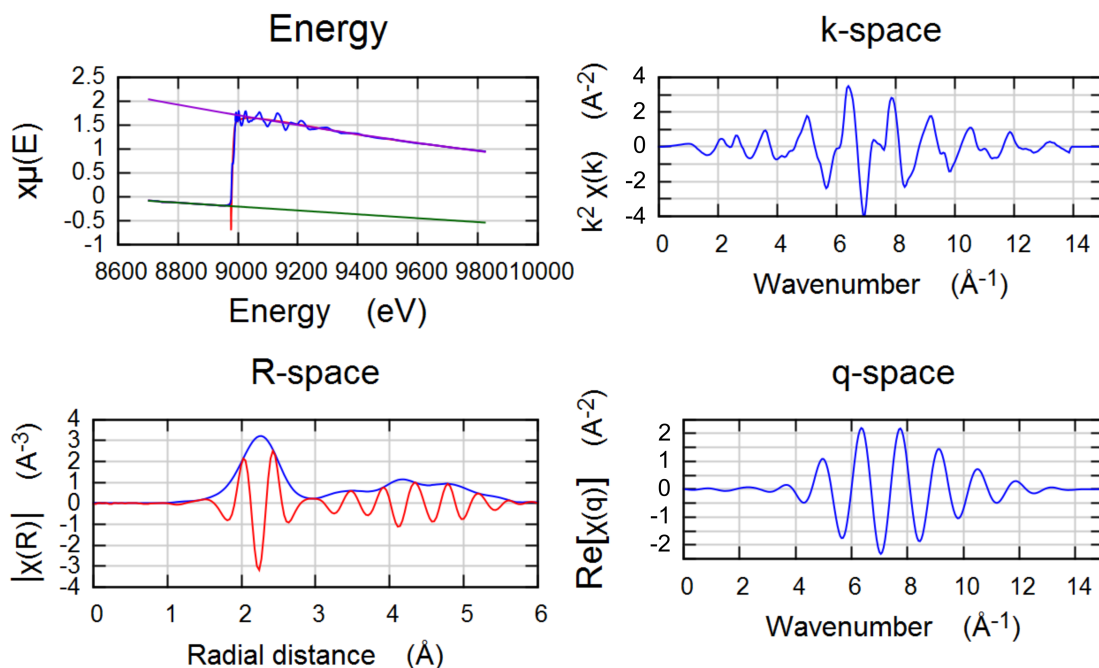 Energy
xμ(E)
2.5
2
1.5
1
0.5
0
-0.5
-1
8600 8800 9000 9200 9400 9600 9800 10000
Energy (eV)
k-space
k² χ(k) (A⁻²)
4
2
0
-2
-4
0 2 4 6 8 10 12 14
Wavenumber (Å⁻¹)
R-space
|χ(R)| (A⁻³)
4
3
2
1
0
-1
-2
-3
-4
0 1 2 3 4 5 6
Radial distance (Å)
q-space
Re[χ(q)] (A⁻²)
2
1
0
-1
-2
0 2 4 6 8 10 12 14
Wavenumber (Å⁻¹)